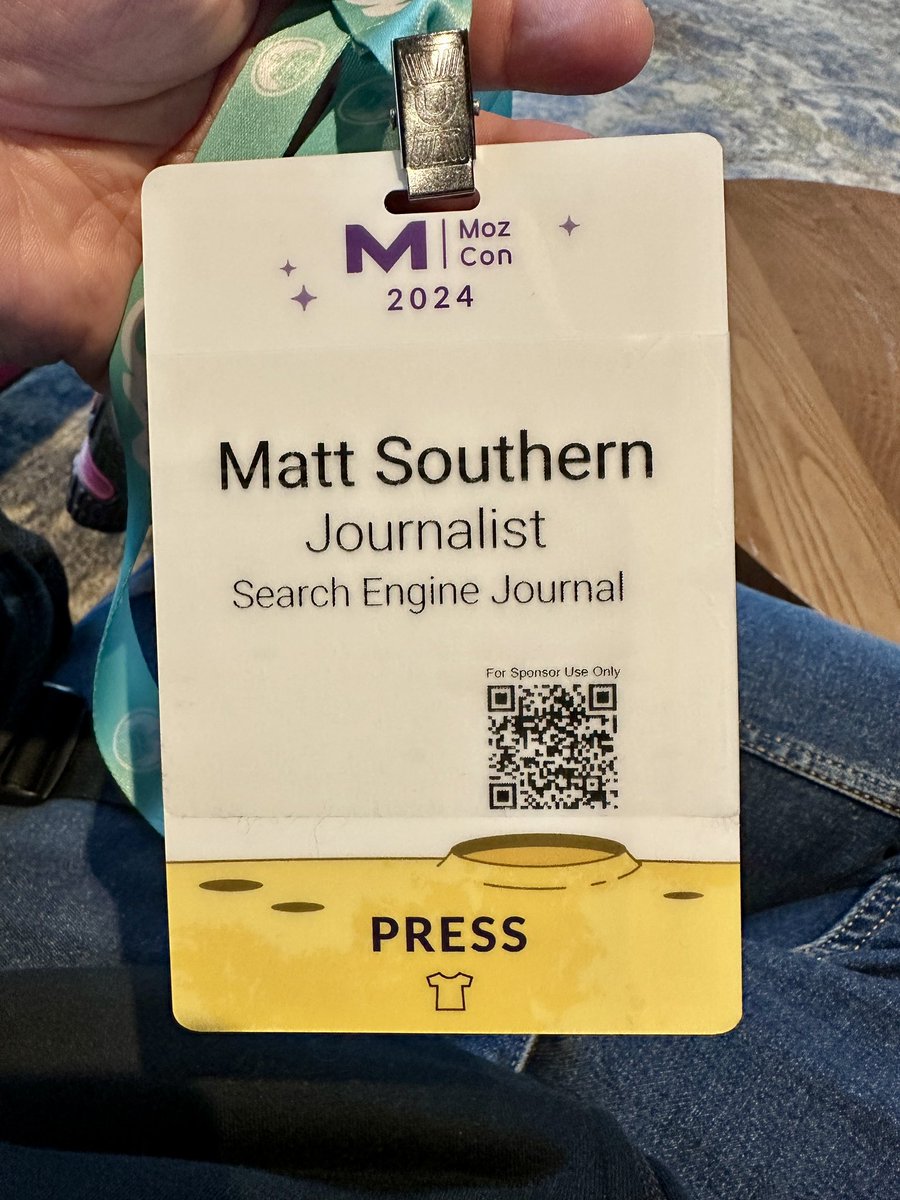 M | Moz
Con
2024
Matt Southern
Journalist
Search Engine Journal
For Sponsor Use Only
PRESS